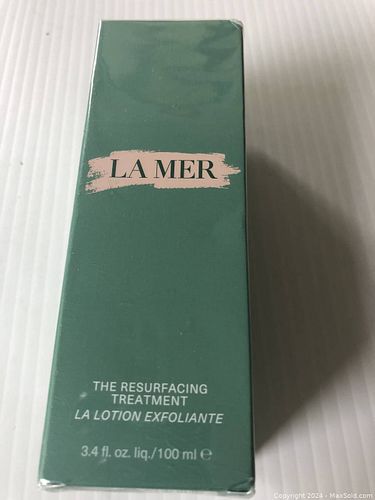 LA MER
THE RESURFACING
TREATMENT
LA LOTION EXFOLIANTE
3.4 fl. oz. liq./100 ml ℮
Copyright 2024 - MaxSold.com